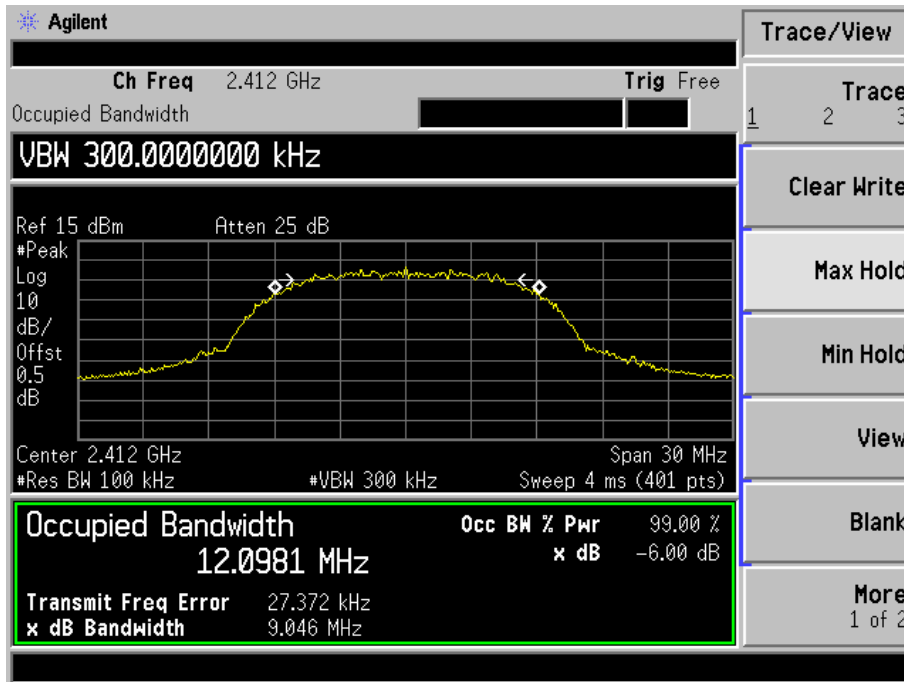 Agilent
Trace/View
Ch Freq 2.412 GHz
Trig Free
Occupied Bandwidth
VBW 300.0000000 kHz
Ref 15 dBm
Atten 25 dB
#Peak
Log
10
dB/
Offst
0.5
dB
Center 2.412 GHz
Span 30 MHz
#Res BW 100 kHz
#VBW 300 kHz
Sweep 4 ms (401 pts)
Occupied Bandwidth
12.0981 MHz
Occ BW % Pwr 99.00 %
x dB -6.00 dB
Transmit Freq Error 27.372 kHz
x dB Bandwidth 9.046 MHz
Trace
1 2 3
Clear Write
Max Hold
Min Hold
View
Blank
More
1 of 2